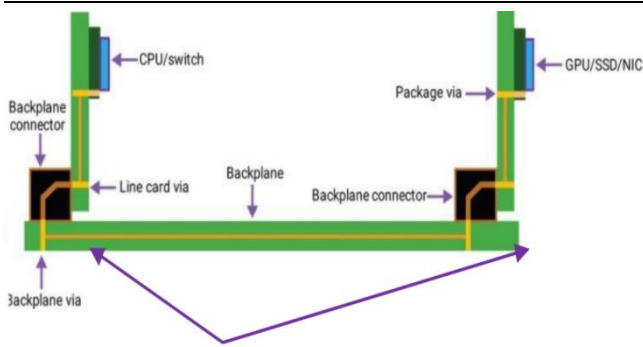 CPU/switch
GPU/SSD/NIC
Package via
Backplane
connector
Backplane
Line card via
Backplane connector
Backplane via